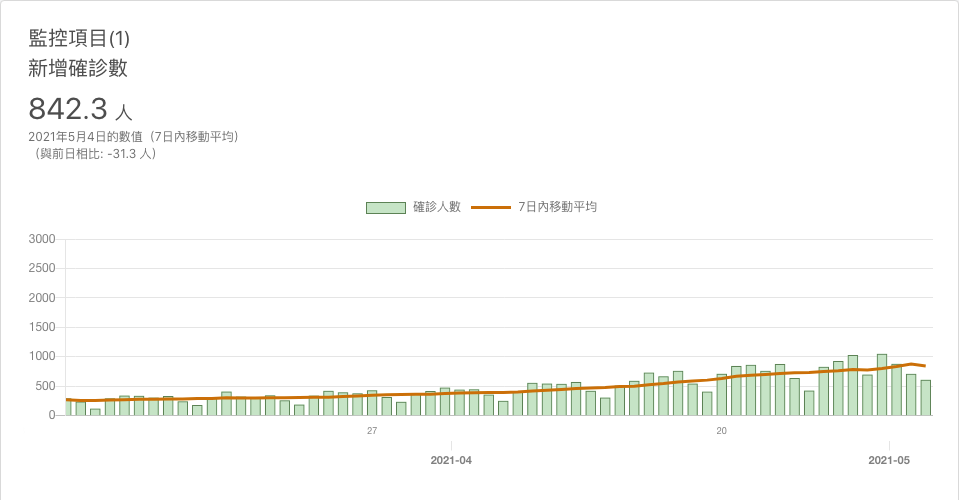 監控項目(1)
新增確診數
842.3 人
2021年5月4日的數值（7日內移動平均）
（與前日相比: -31.3 人）
確診人數 7日內移動平均
3000
2500
2000
1500
1000
500
0
27 20
2021-04 2021-05